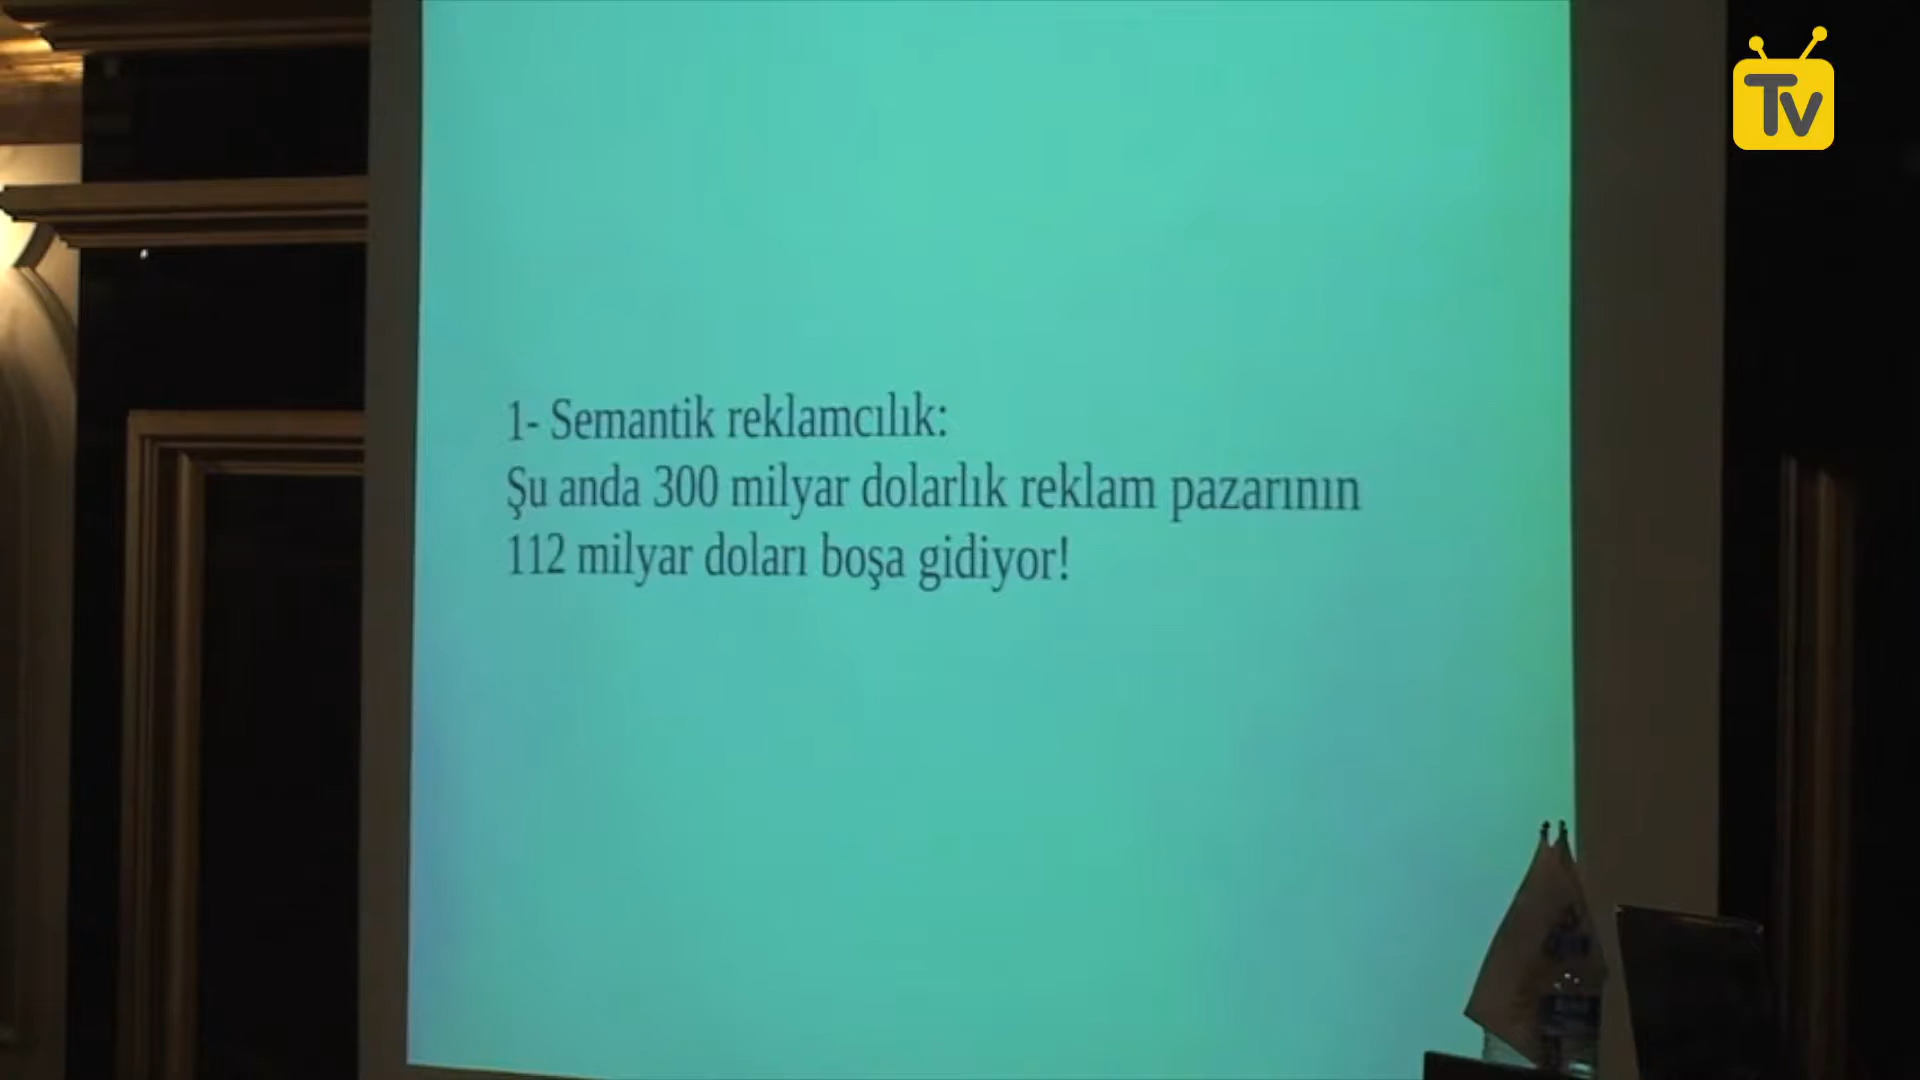 TV
1- Semantik reklamcılık:
Şu anda 300 milyar dolarlık reklam pazarının
112 milyar doları boşa gidiyor!